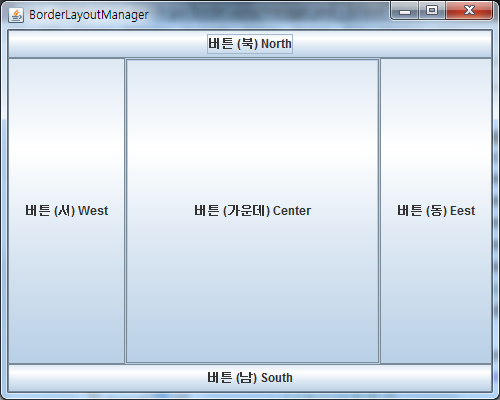 BorderLayoutManager
버튼 (북) North
버튼 (서) West
버튼 (가운데) Center
버튼 (동) Eest
버튼 (남) South